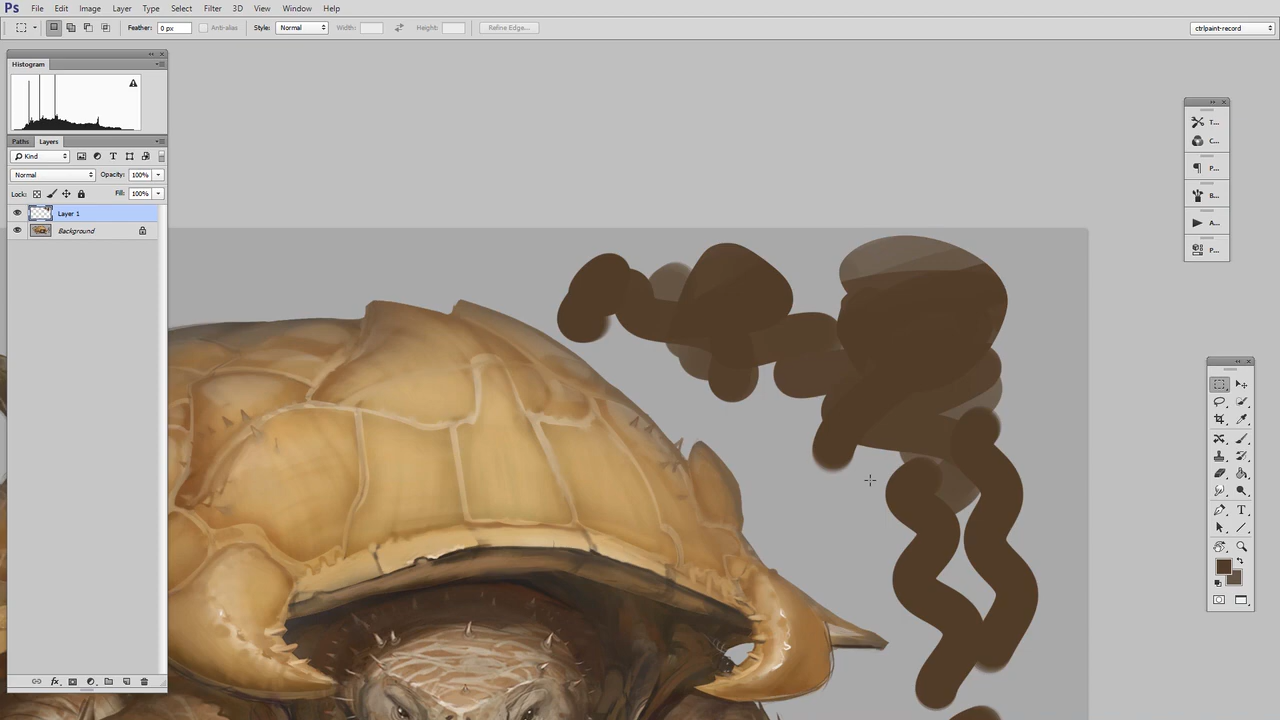 Ps File Edit Image Layer Type Select Filter 3D View Window Help
Feather: 0 px Anti-alias Style: Normal Width: Height: Refine Edge... ctrlpaint-record
Histogram
Paths Layers
Kind
Normal Opacity: 100%
Lock: Fill: 100%
Layer 1
Background
fx
T...
C...
P...
B...
A...
P...